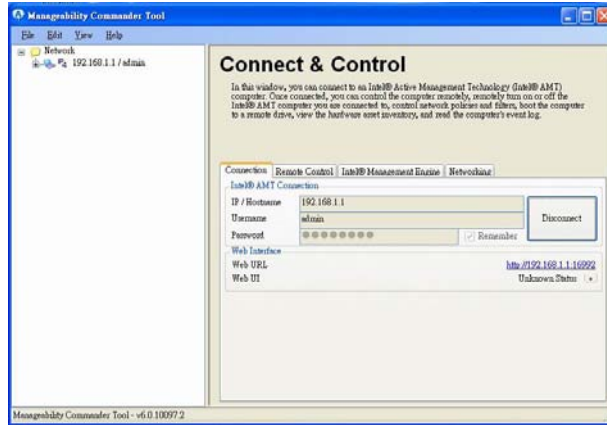 Manageability Commander Tool
File Edit View Help
Network
192.168.1.1 / admin
Connect & Control
In this window, you can connect to an Intel® Active Management Technology (Intel® AMT)
computer. Once connected, you can control the computer remotely, remotely turn on or off the
Intel® AMT computer you are connected to, control network policies and filters, boot the computer
to a remote drive, view the hardware asset inventory, and read the computer's event log.
Connection Remote Control Intel® Management Engine Networking
Intel® AMT Connection
IP / Hostname 192.168.1.1
Username admin
Disconnect
Password ●●●●●●●● Remember
Web Interface
Web URL http://192.168.1.1:16992
Web UI Unknown Status
Manageability Commander Tool - v6.0.10097.2